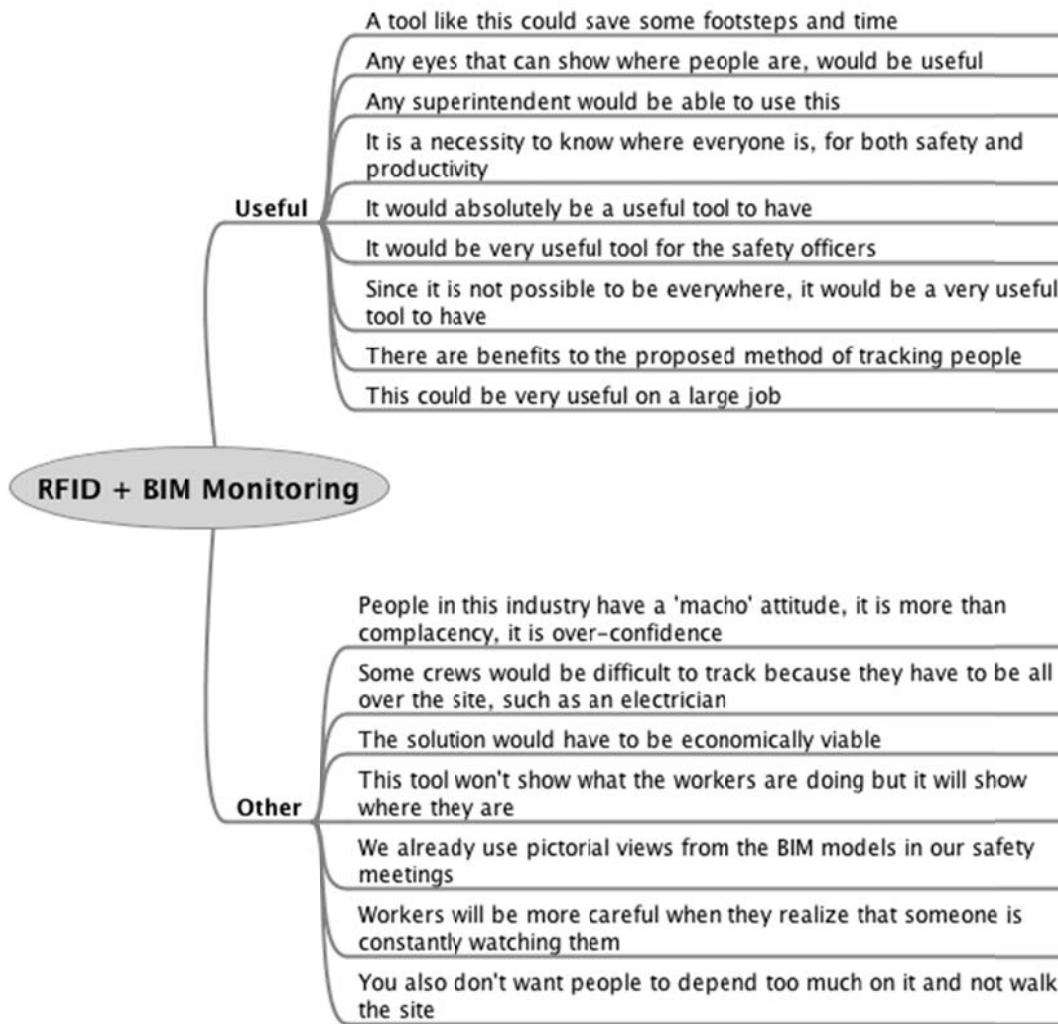 A tool like this could save some footsteps and time
Any eyes that can show where people are, would be useful
Any superintendent would be able to use this
It is a necessity to know where everyone is, for both safety and
productivity
Useful
It would absolutely be a useful tool to have
It would be very useful tool for the safety officers
Since it is not possible to be everywhere, it would be a very useful
tool to have
There are benefits to the proposed method of tracking people
This could be very useful on a large job
RFID + BIM Monitoring
People in this industry have a 'macho' attitude, it is more than
complacency, it is over-confidence
Some crews would be difficult to track because they have to be all
over the site, such as an electrician
The solution would have to be economically viable
This tool won't show what the workers are doing but it will show
where they are
Other
We already use pictorial views from the BIM models in our safety
meetings
Workers will be more careful when they realize that someone is
constantly watching them
You also don't want people to depend too much on it and not walk
the site